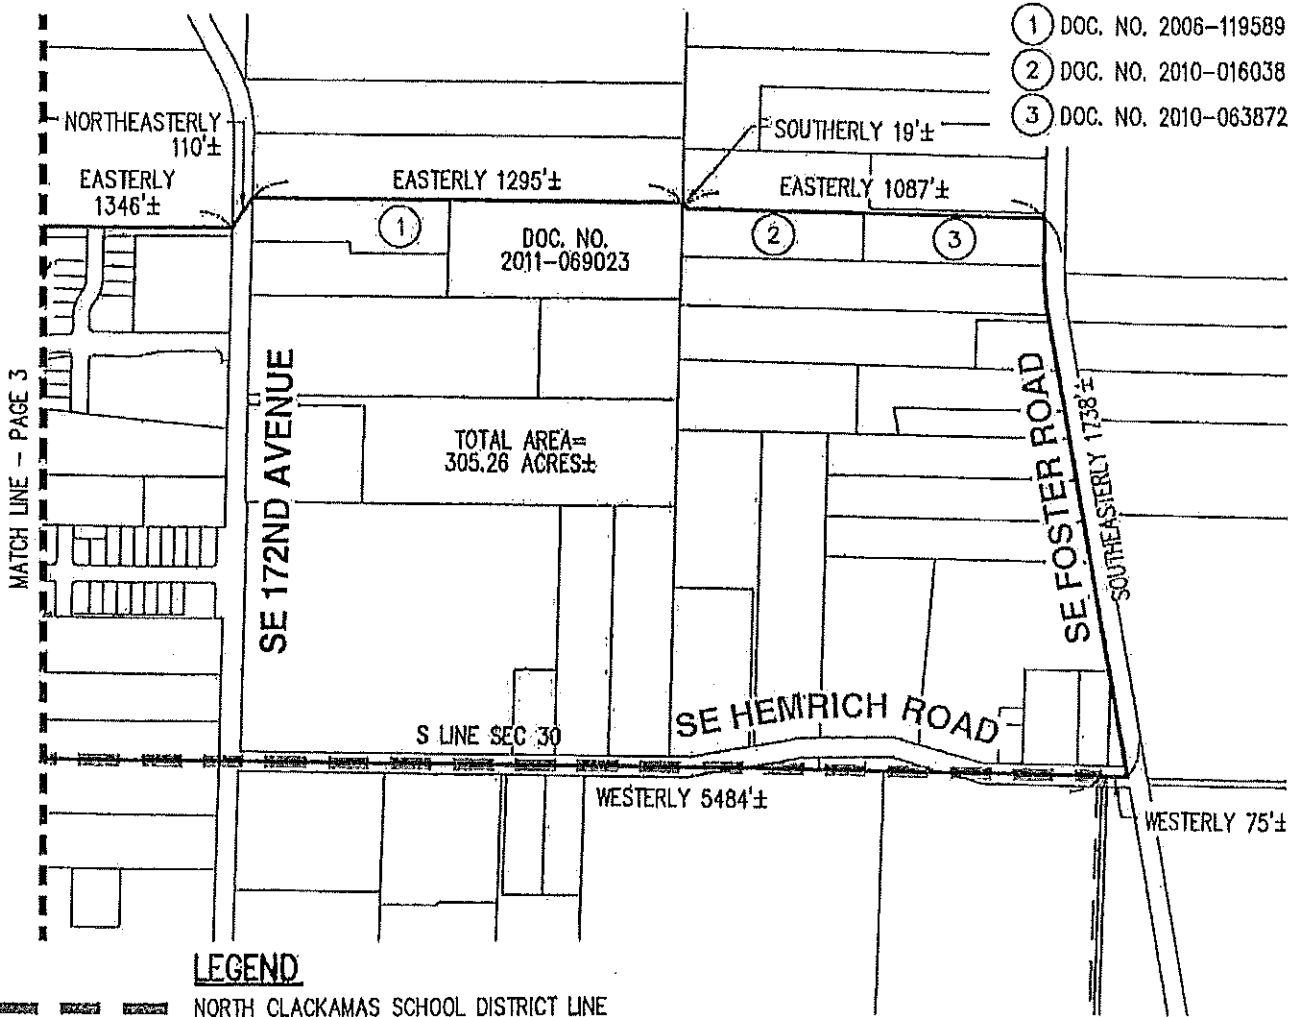 1 DOC. NO. 2006-119589
2 DOC. NO. 2010-016038
3 DOC. NO. 2010-063872
NORTHEASTERLY
110'±
SOUTHERLY 19'±
EASTERLY
1346'±
EASTERLY 1295'±
EASTERLY 1087'±
1
DOC. NO.
2011-069023
2
3
MATCH LINE - PAGE 3
SE 172ND AVENUE
TOTAL AREA=
305.26 ACRES±
SE FOSTER ROAD
SOUTHEASTERLY 1738'±
SE HEMRICH ROAD
S LINE SEC 30
WESTERLY 5484'±
WESTERLY 75'±
LEGEND
NORTH CLACKAMAS SCHOOL DISTRICT LINE